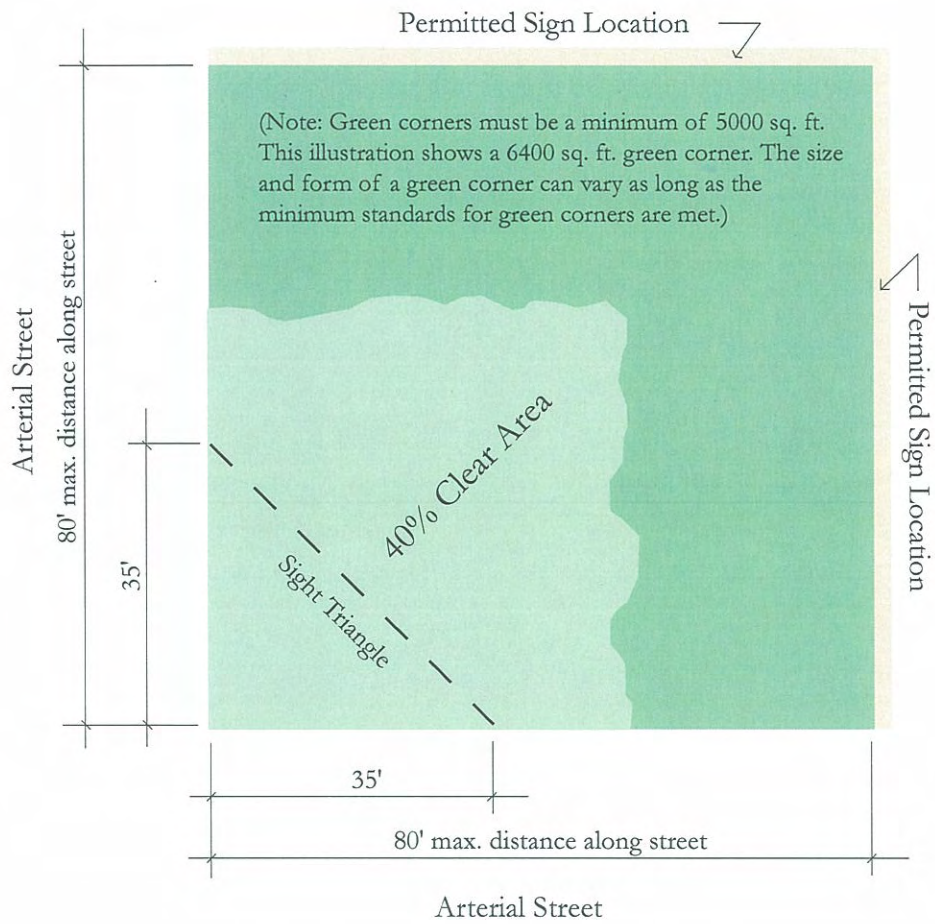 Permitted Sign Location
(Note: Green corners must be a minimum of 5000 sq. ft.
This illustration shows a 6400 sq. ft. green corner. The size
and form of a green corner can vary as long as the
minimum standards for green corners are met.)
Arterial Street
80' max. distance along street
Permitted Sign Location
40% Clear Area
35'
Sight Triangle
35'
80' max. distance along street
Arterial Street